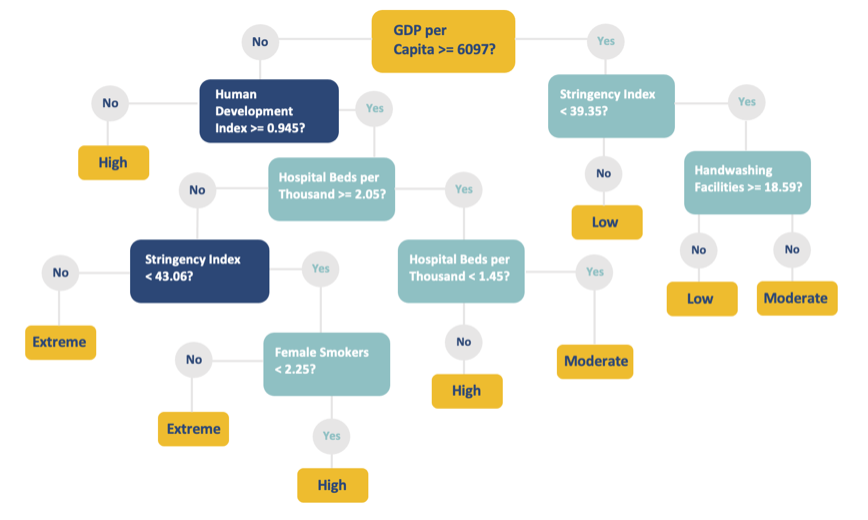 GDP per
Capita >= 6097?
No
Yes
Human
Development
Index >= 0.945?
Stringency Index
< 39.35?
No
Yes
Yes
High
Hospital Beds per
Thousand >= 2.05?
No
Handwashing
Facilities >= 18.59?
No
Yes
Low
Stringency Index
< 43.06?
Hospital Beds per
Thousand < 1.45?
No
No
No
Yes
Yes
Low
Moderate
Extreme
Female Smokers
< 2.25?
No
No
Moderate
High
Extreme
Yes
High